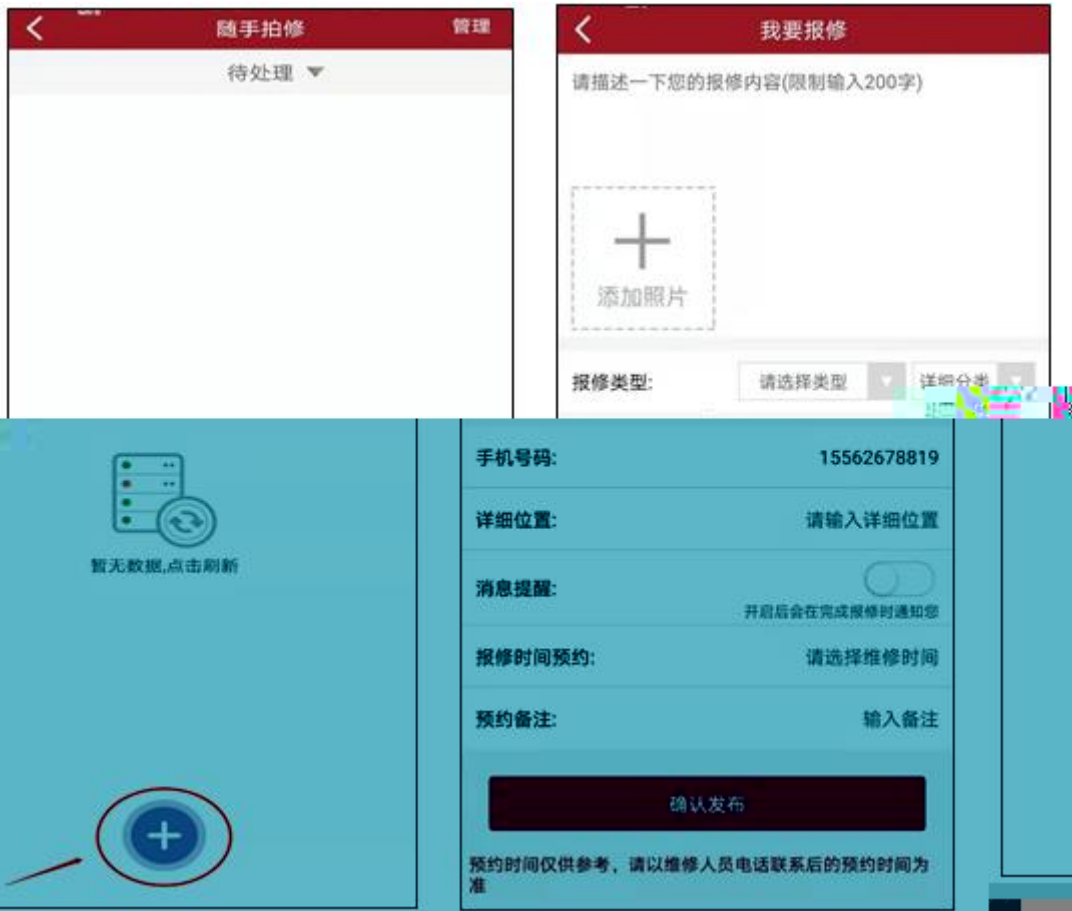 随手拍修
管理
待处理
暂无数据,点击刷新
我要报修
请描述一下您的报修内容(限制输入200字)
添加照片
报修类型:
请选择类型
详细分类
手机号码:
15562678819
详细位置:
请输入详细位置
消息提醒:
开启后会在完成报修时通知您
报修时间预约:
请选择维修时间
预约备注:
输入备注
确认发布
预约时间仅供参考，请以维修人员电话联系后的预约时间为
准